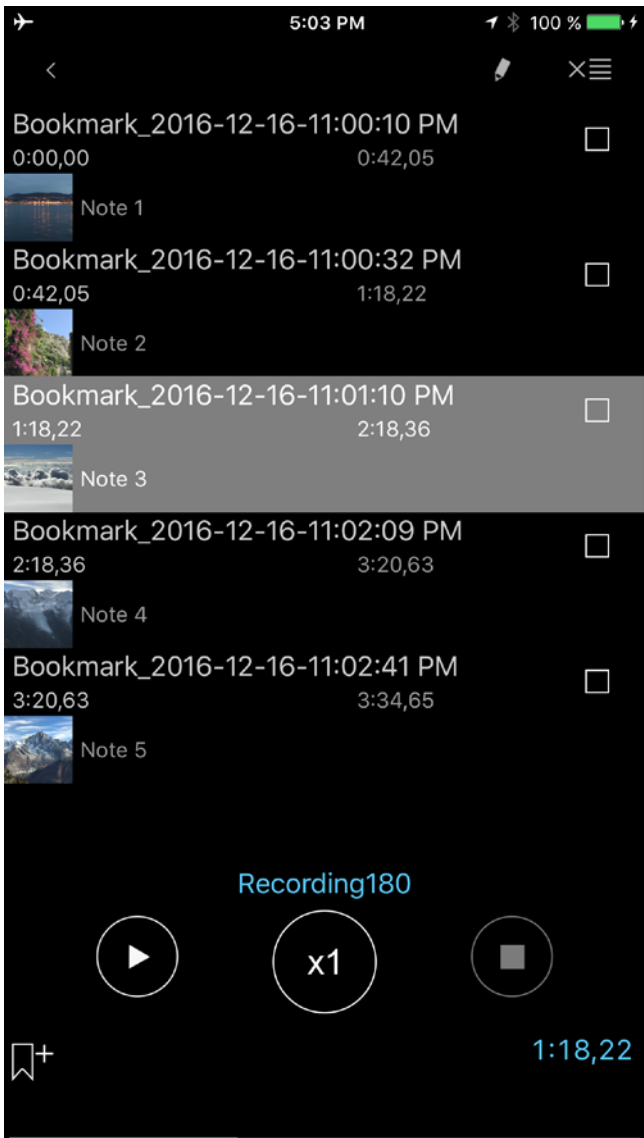 5:03 PM
100 %
Bookmark_2016-12-16-11:00:10 PM
0:00,00 0:42,05
Note 1
Bookmark_2016-12-16-11:00:32 PM
0:42,05 1:18,22
Note 2
Bookmark_2016-12-16-11:01:10 PM
1:18,22 2:18,36
Note 3
Bookmark_2016-12-16-11:02:09 PM
2:18,36 3:20,63
Note 4
Bookmark_2016-12-16-11:02:41 PM
3:20,63 3:34,65
Note 5
Recording180
x1
1:18,22